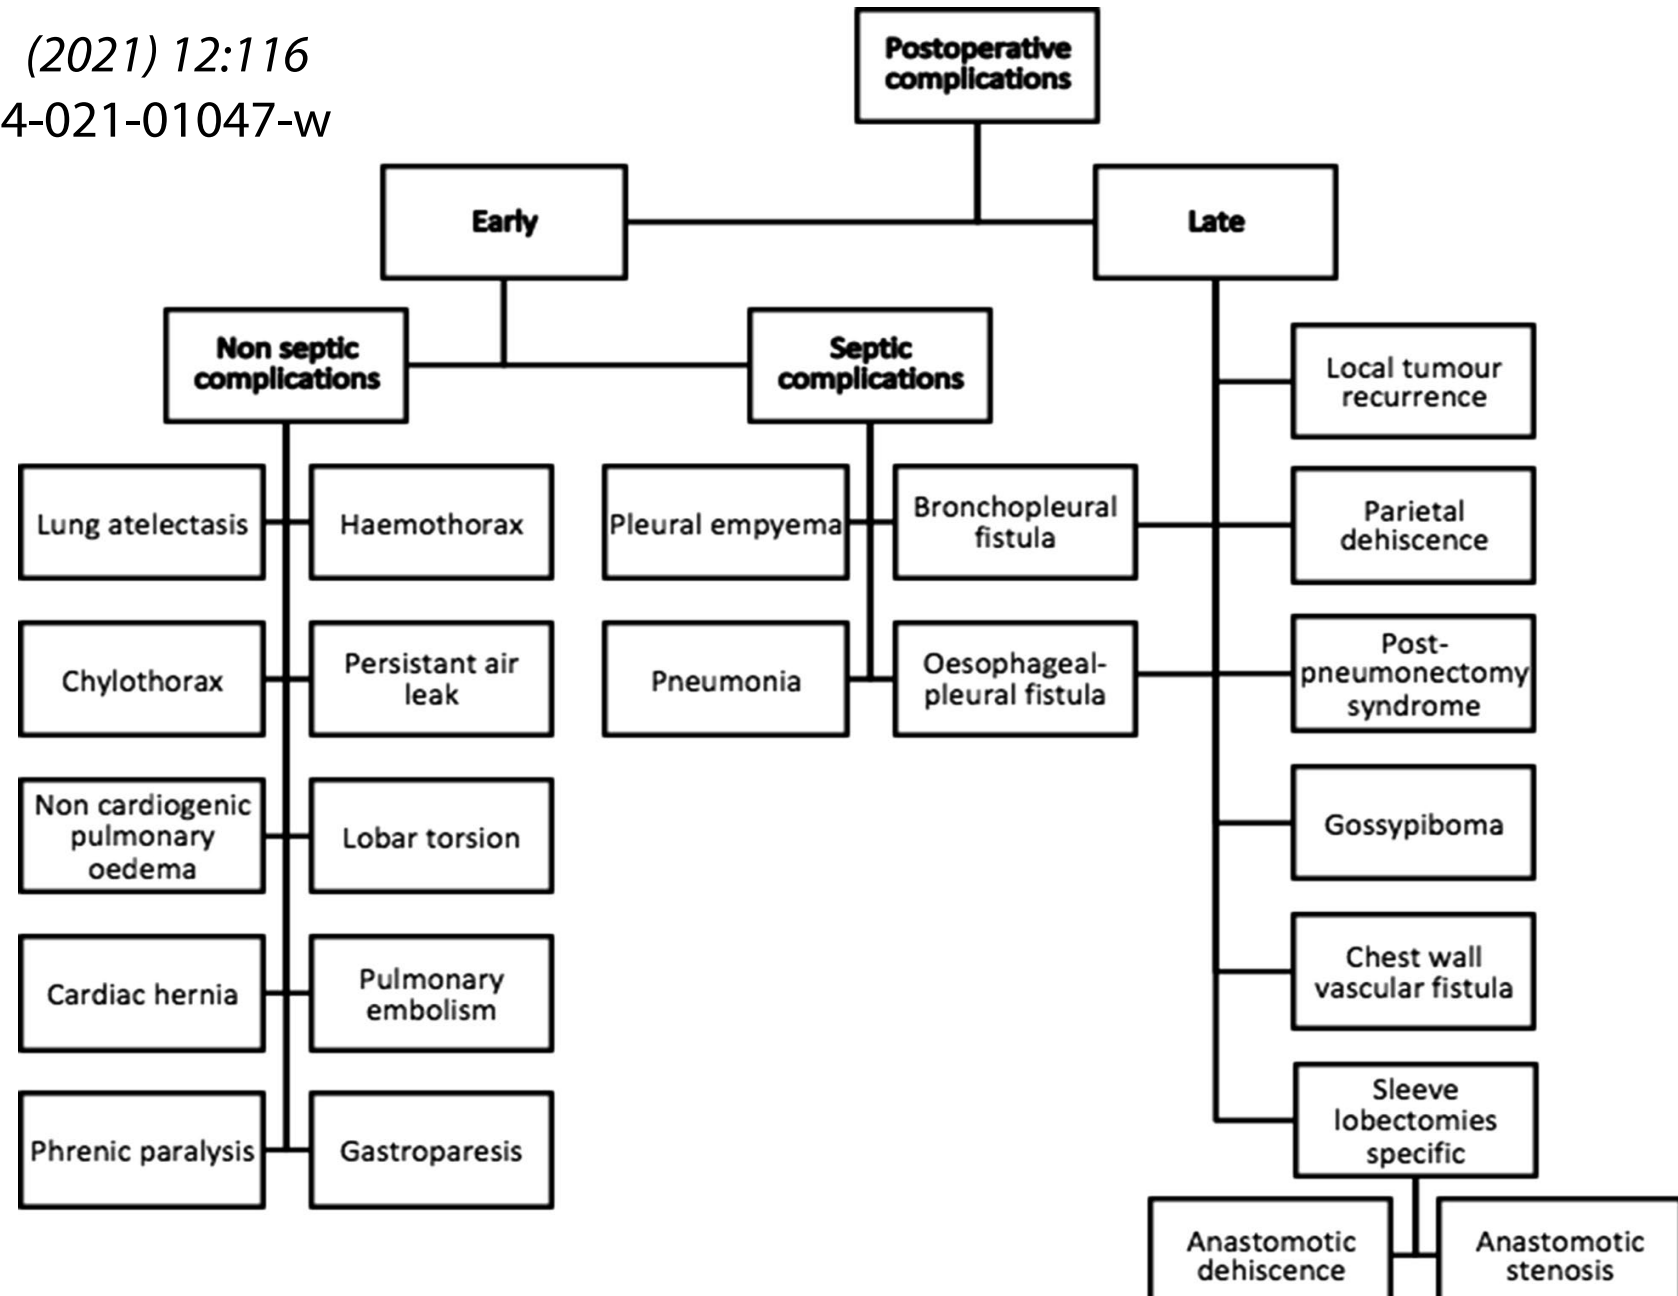 (2021) 12:116
4-021-01047-w
Postoperative
complications
Early
Late
Non septic
complications
Septic
complications
Lung atelectasis
Haemothorax
Chylothorax
Persistant air
leak
Non cardiogenic
pulmonary
oedema
Lobar torsion
Cardiac hernia
Pulmonary
embolism
Phrenic paralysis
Gastroparesis
Pleural empyema
Bronchopleural
fistula
Pneumonia
Oesophageal-
pleural fistula
Local tumour
recurrence
Parietal
dehiscence
Post-
pneumonectomy
syndrome
Gossypiboma
Chest wall
vascular fistula
Sleeve
lobectomies
specific
Anastomotic
dehiscence
Anastomotic
stenosis